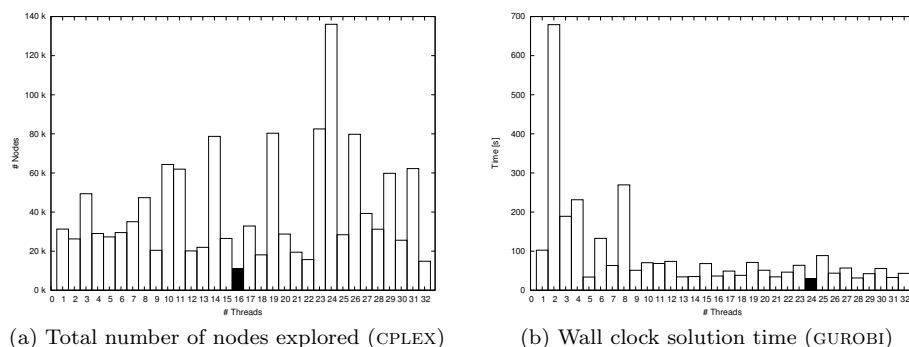 140 k
120 k
100 k
80 k
60 k
40 k
20 k
0 k
# Nodes
0 1 2 3 4 5 6 7 8 9 10 11 12 13 14 15 16 17 18 19 20 21 22 23 24 25 26 27 28 29 30 31 32
# Threads
(a) Total number of nodes explored (CPLEX)
700
600
500
400
300
200
100
0
Time [s]
0 1 2 3 4 5 6 7 8 9 10 11 12 13 14 15 16 17 18 19 20 21 22 23 24 25 26 27 28 29 30 31 32
# Threads
(b) Wall clock solution time (GUROBI)